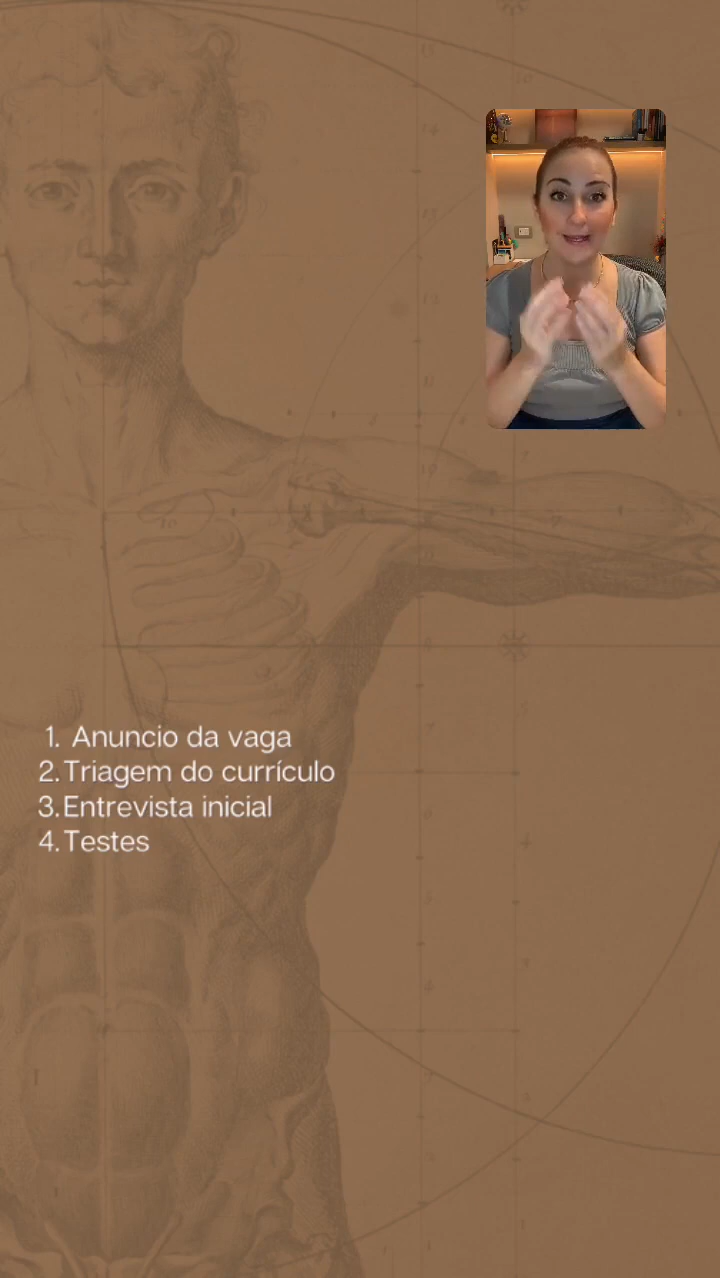 1. Anuncio da vaga
2. Triagem do currículo
3. Entrevista inicial
4. Testes